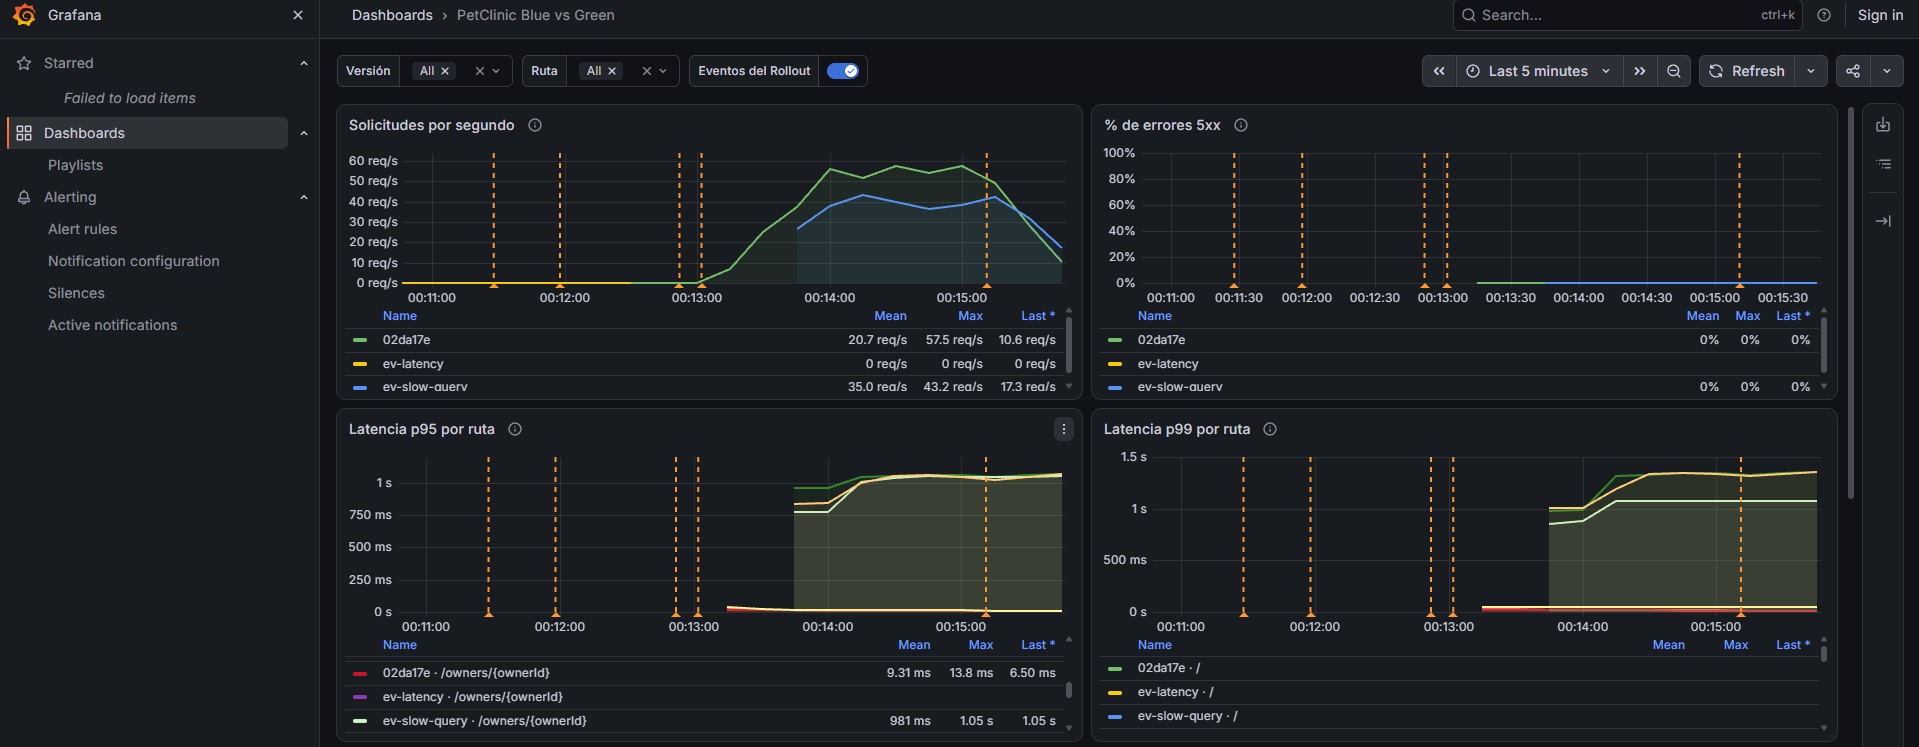 Grafana
Dashboards › PetClinic Blue vs Green
Search...
ctrl+k
Sign in
Starred
Failed to load items
Dashboards
Playlists
Alerting
Alert rules
Notification configuration
Silences
Active notifications
Versión All
Ruta All
Eventos del Rollout
Last 5 minutes
Refresh
Solicitudes por segundo
60 req/s
50 req/s
40 req/s
30 req/s
20 req/s
10 req/s
0 req/s
00:11:00 00:12:00 00:13:00 00:14:00 00:15:00
Name Mean Max Last *
02da17e 20.7 req/s 57.5 req/s 10.6 req/s
ev-latency 0 req/s 0 req/s 0 req/s
ev-slow-query 35.0 req/s 43.2 req/s 17.3 req/s
% de errores 5xx
100%
80%
60%
40%
20%
0%
00:11:00 00:11:30 00:12:00 00:12:30 00:13:00 00:13:30 00:14:00 00:14:30 00:15:00 00:15:30
Name Mean Max Last *
02da17e 0% 0% 0%
ev-latency
ev-slow-query 0% 0% 0%
Latencia p95 por ruta
1 s
750 ms
500 ms
250 ms
0 s
00:11:00 00:12:00 00:13:00 00:14:00 00:15:00
Name Mean Max Last *
02da17e · /owners/{ownerId} 9.31 ms 13.8 ms 6.50 ms
ev-latency · /owners/{ownerId}
ev-slow-query · /owners/{ownerId} 981 ms 1.05 s 1.05 s
Latencia p99 por ruta
1.5 s
1 s
500 ms
0 s
00:11:00 00:12:00 00:13:00 00:14:00 00:15:00
Name Mean Max Last *
02da17e · /
ev-latency · /
ev-slow-query · /